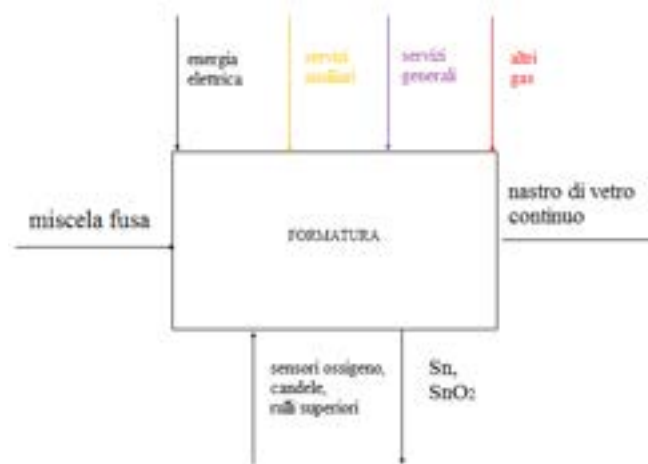 energia
elettrica
servizi
ausiliari
servizi
generali
altri
gas
miscela fusa
FORMATURA
nastro di vetro
continuo
sensori ossigeno,
candele,
rulli superiori
Sn,
SnO2